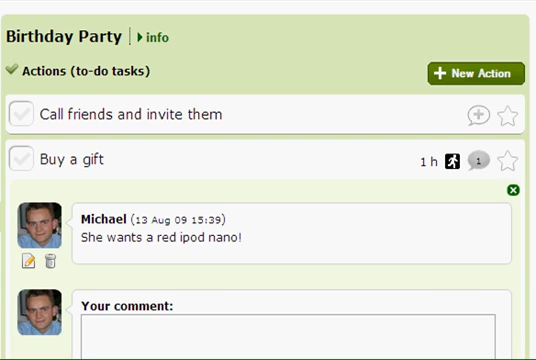 Birthday Party info
Actions (to-do tasks)
New Action
Call friends and invite them
Buy a gift 1 h 1
Michael (13 Aug 09 15:39)
She wants a red ipod nano!
Your comment: